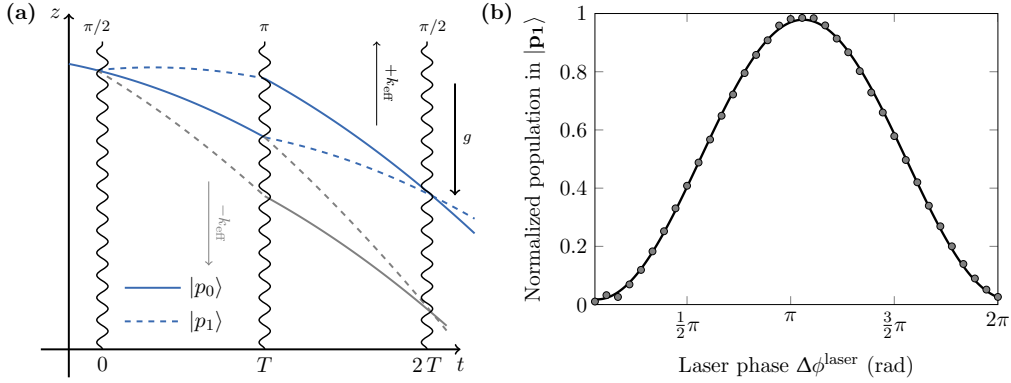 (a)
z
π/2
π
π/2
+k_eff
g
−k_eff
|p₀⟩
|p₁⟩
0
T
2T
t
(b)
Normalized population in |p₁⟩
1
0.8
0.6
0.4
0.2
0
½π
π
3/2π
2π
Laser phase Δϕ^laser (rad)